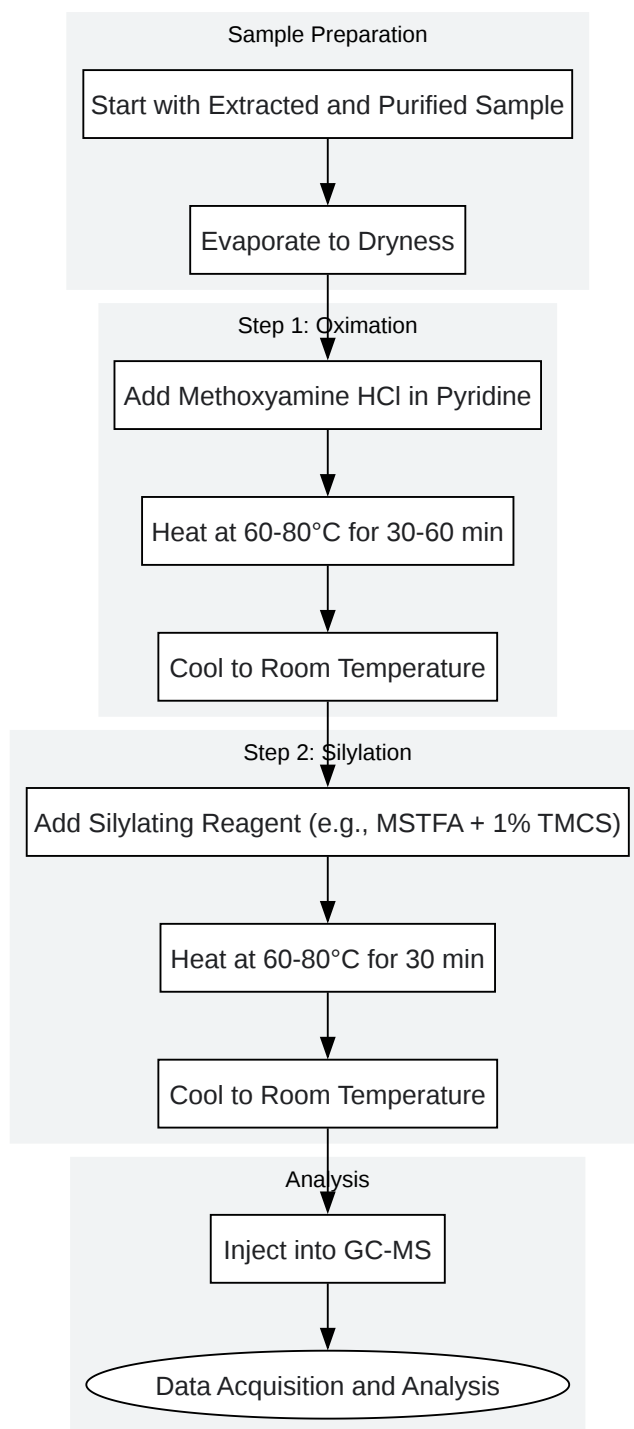 Sample Preparation
Start with Extracted and Purified Sample
Evaporate to Dryness
Step 1: Oximation
Add Methoxyamine HCl in Pyridine
Heat at 60-80°C for 30-60 min
Cool to Room Temperature
Step 2: Silylation
Add Silylating Reagent (e.g., MSTFA + 1% TMCS)
Heat at 60-80°C for 30 min
Cool to Room Temperature
Analysis
Inject into GC-MS
Data Acquisition and Analysis